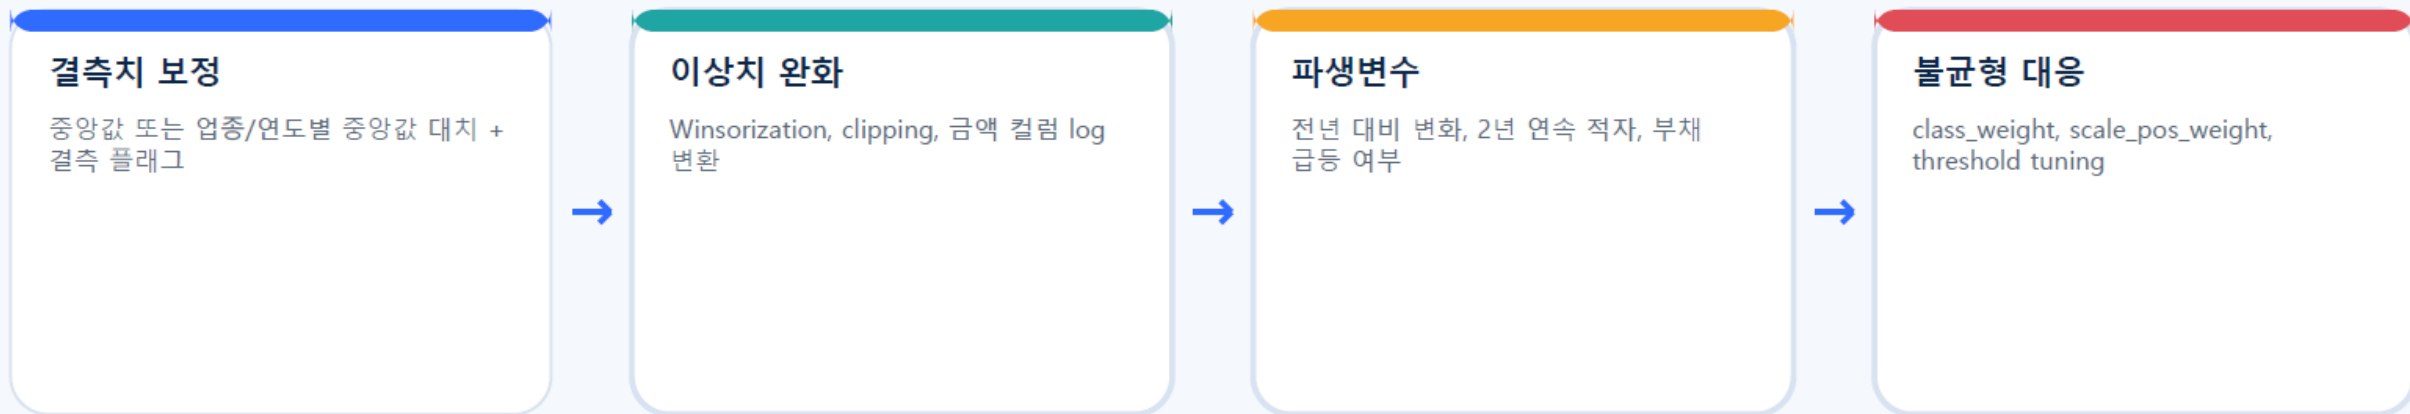 결측치 보정
중앙값 또는 업종/연도별 중앙값 대치 +
결측 플래그
→
이상치 완화
Winsorization, clipping, 금액 컬럼 log
변환
→
파생변수
전년 대비 변화, 2년 연속 적자, 부채
급등 여부
→
불균형 대응
class_weight, scale_pos_weight,
threshold tuning